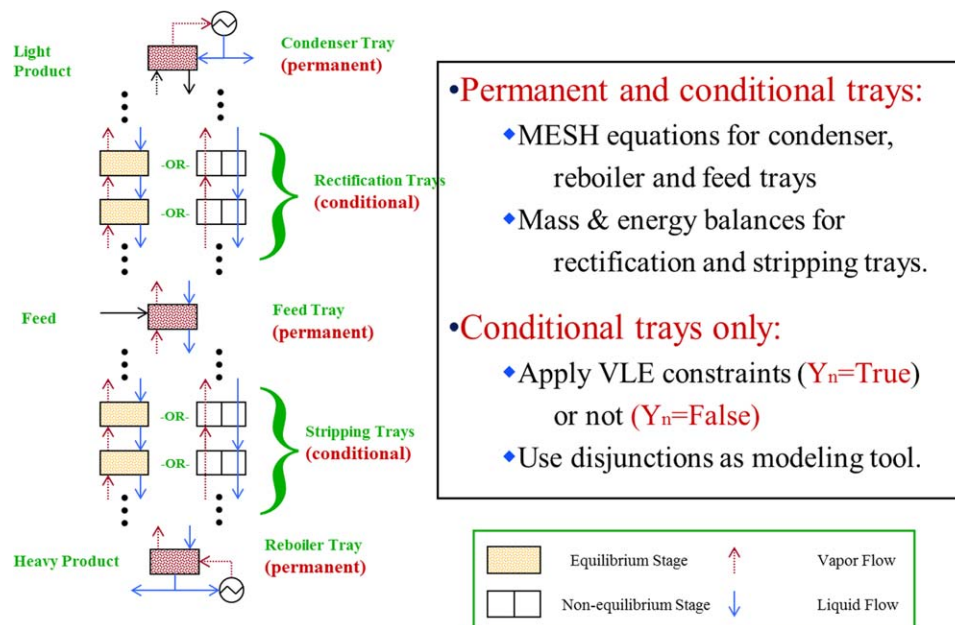 Light
Product
Condenser Tray
(permanent)
-OR-
Rectification Trays
(conditional)
-OR-
Feed
Feed Tray
(permanent)
-OR-
Stripping Trays
(conditional)
-OR-
Heavy Product
Reboiler Tray
(permanent)
•Permanent and conditional trays:
◆MESH equations for condenser,
reboiler and feed trays
◆Mass & energy balances for
rectification and stripping trays.
•Conditional trays only:
◆Apply VLE constraints (Yn=True)
or not (Yn=False)
◆Use disjunctions as modeling tool.
Equilibrium Stage
Vapor Flow
Non-equilibrium Stage
Liquid Flow